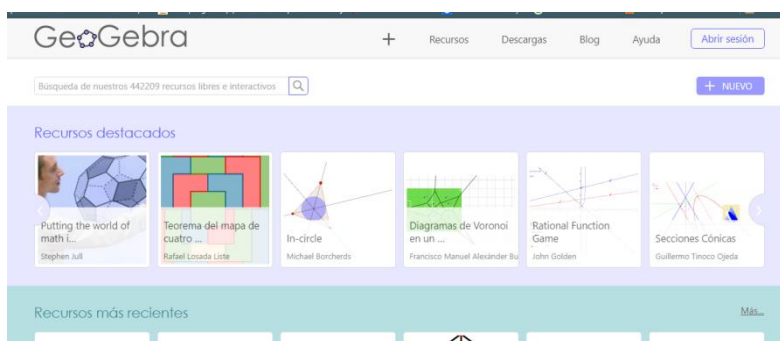 GeoGebra
+ Recursos Descargas Blog Ayuda Abrir sesión
Búsqueda de nuestros 442209 recursos libres e interactivos
+ NUEVO
Recursos destacados
Putting the world of
math i...
Stephen Jull
Teorema del mapa de
cuatro ...
Rafael Losada Liste
In-circle
Michael Borcherds
Diagramas de Voronoi
en un ...
Francisco Manuel Alexánder Bu
Rational Function
Game
John Golden
Secciones Cónicas
Guillermo Tinoco Ojeda
Recursos más recientes
Más...